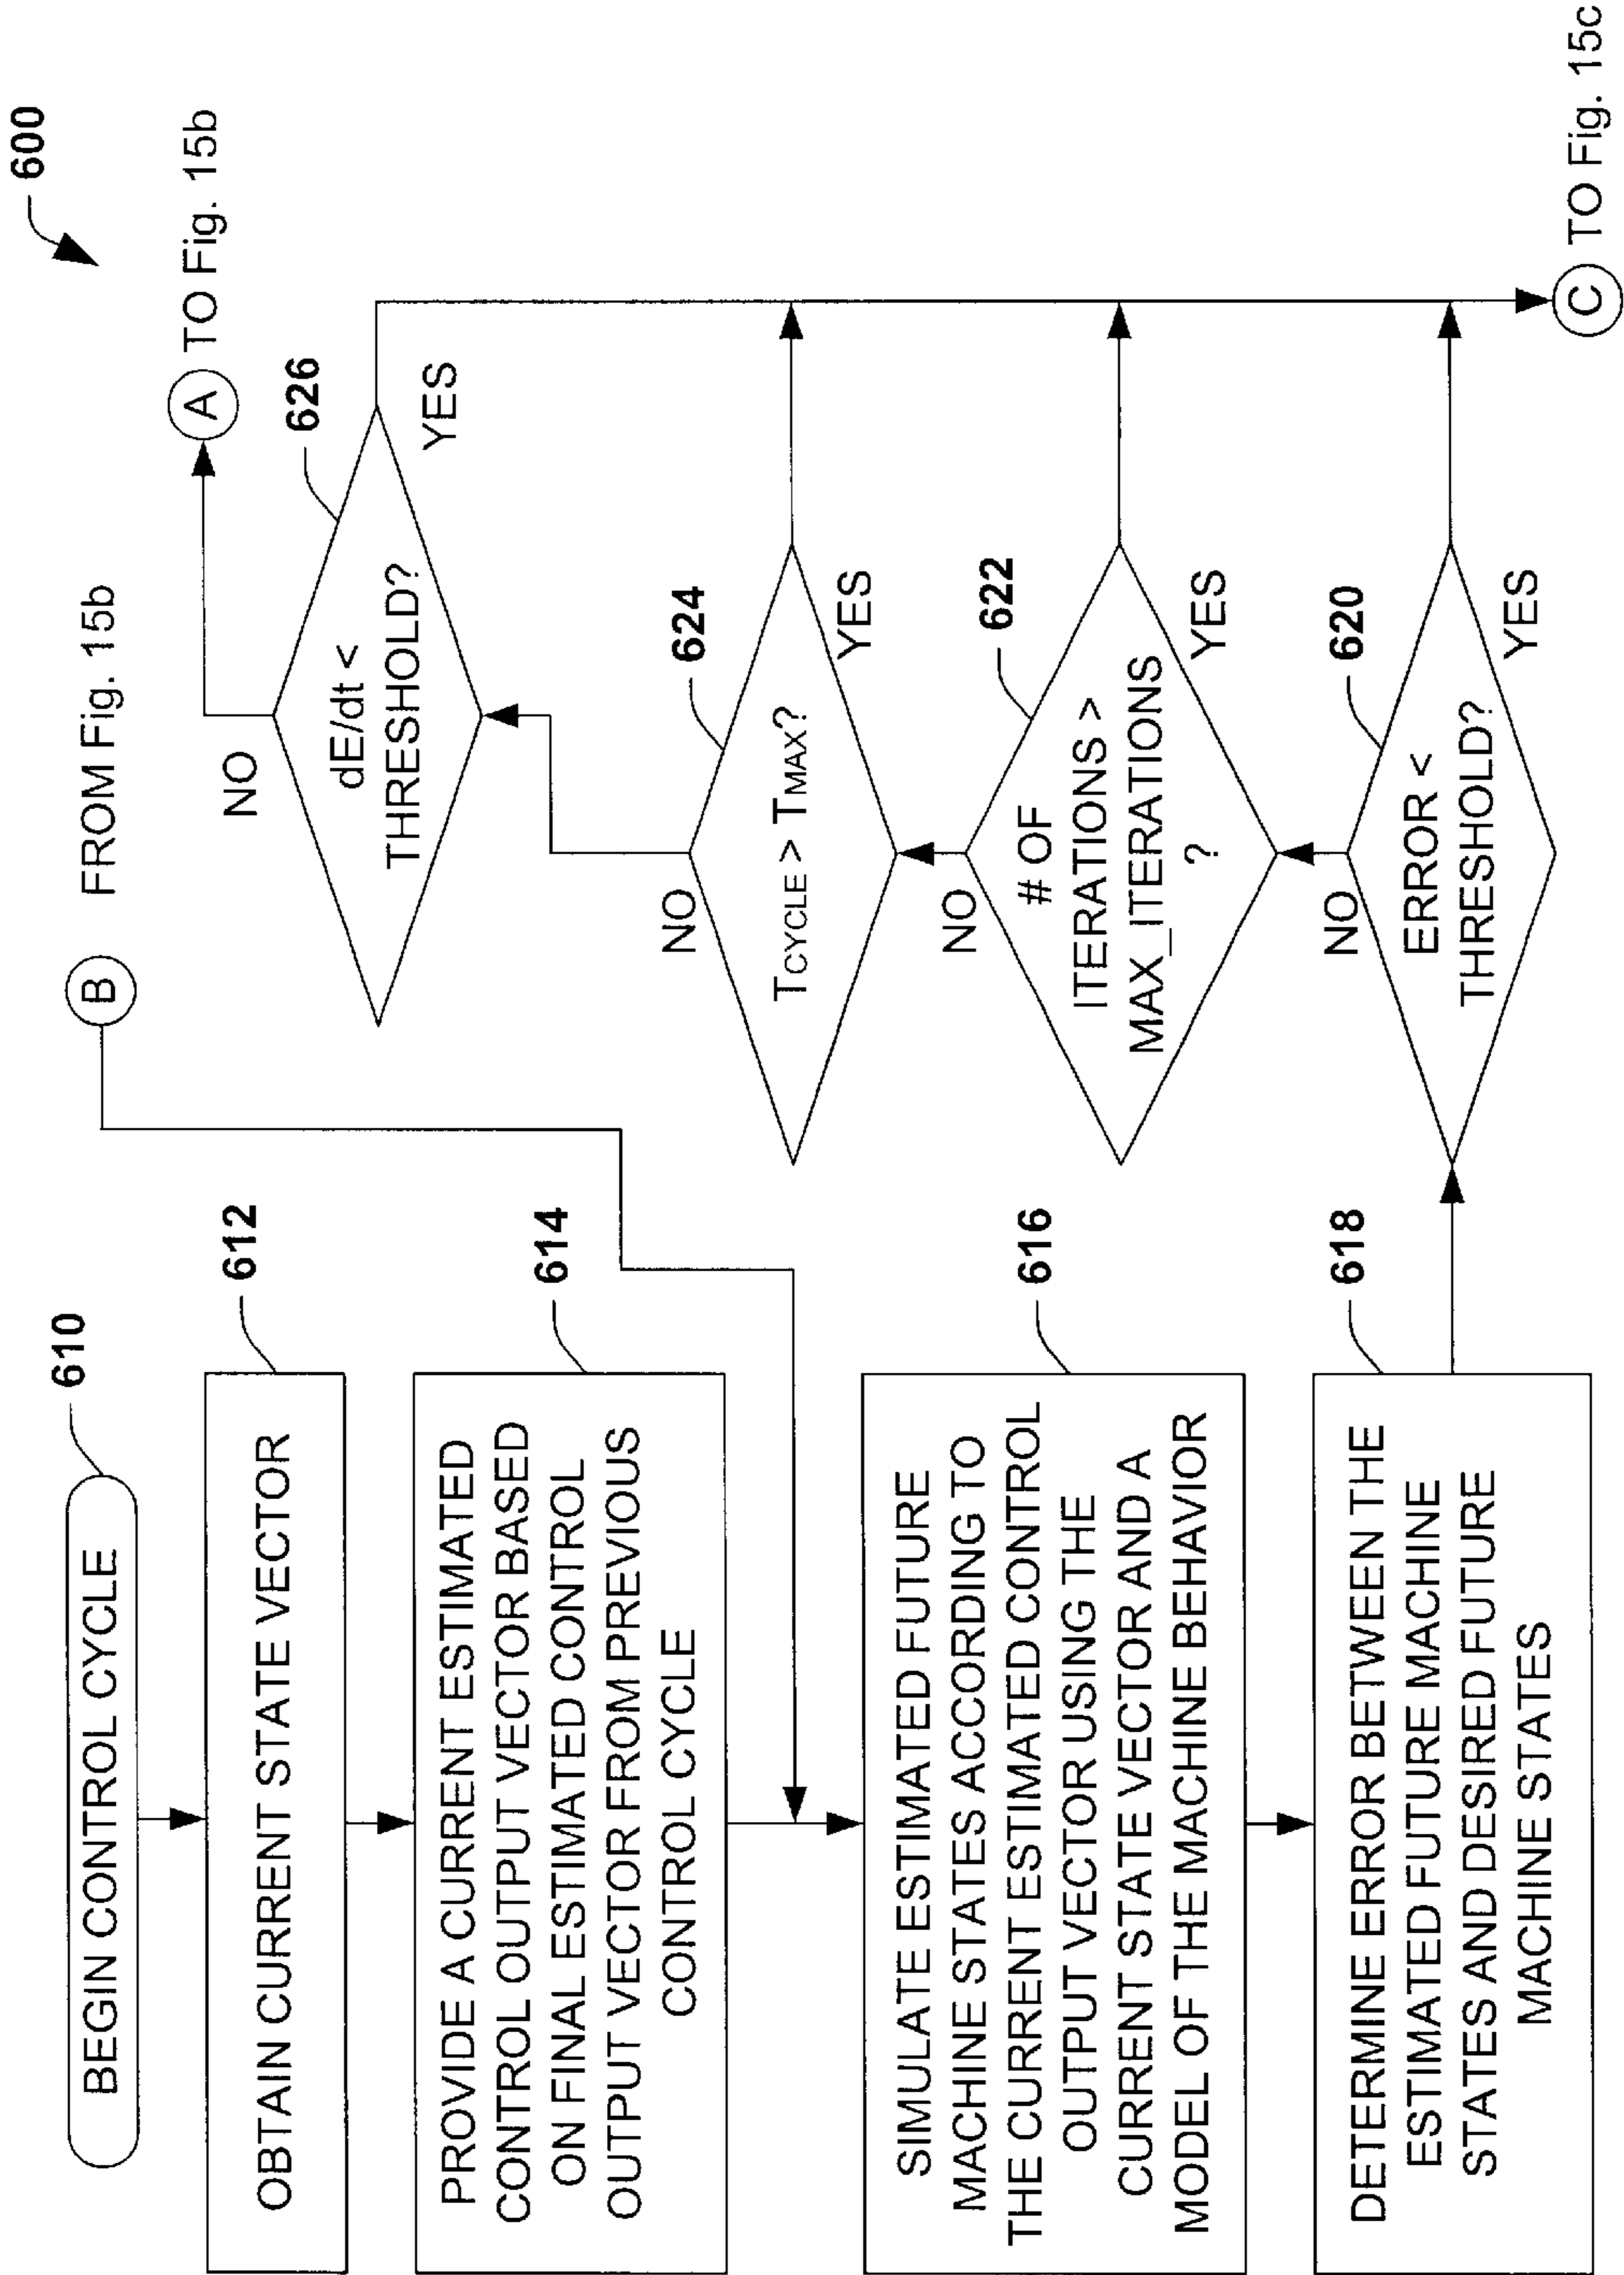 600
BEGIN CONTROL CYCLE
610
OBTAIN CURRENT STATE VECTOR
612
PROVIDE A CURRENT ESTIMATED
CONTROL OUTPUT VECTOR BASED
ON FINAL ESTIMATED CONTROL
OUTPUT VECTOR FROM PREVIOUS
CONTROL CYCLE
614
B FROM Fig. 15b
SIMULATE ESTIMATED FUTURE
MACHINE STATES ACCORDING TO
THE CURRENT ESTIMATED CONTROL
OUTPUT VECTOR USING THE
CURRENT STATE VECTOR AND A
MODEL OF THE MACHINE BEHAVIOR
616
DETERMINE ERROR BETWEEN THE
ESTIMATED FUTURE MACHINE
STATES AND DESIRED FUTURE
MACHINE STATES
618
ERROR <
THRESHOLD?
620
NO
YES
# OF
ITERATIONS >
MAX_ITERATIONS
?
622
NO
YES
TCYCLE > TMAX?
624
NO
YES
dE/dt <
THRESHOLD?
626
NO
YES
A TO Fig. 15b
C TO Fig. 15c